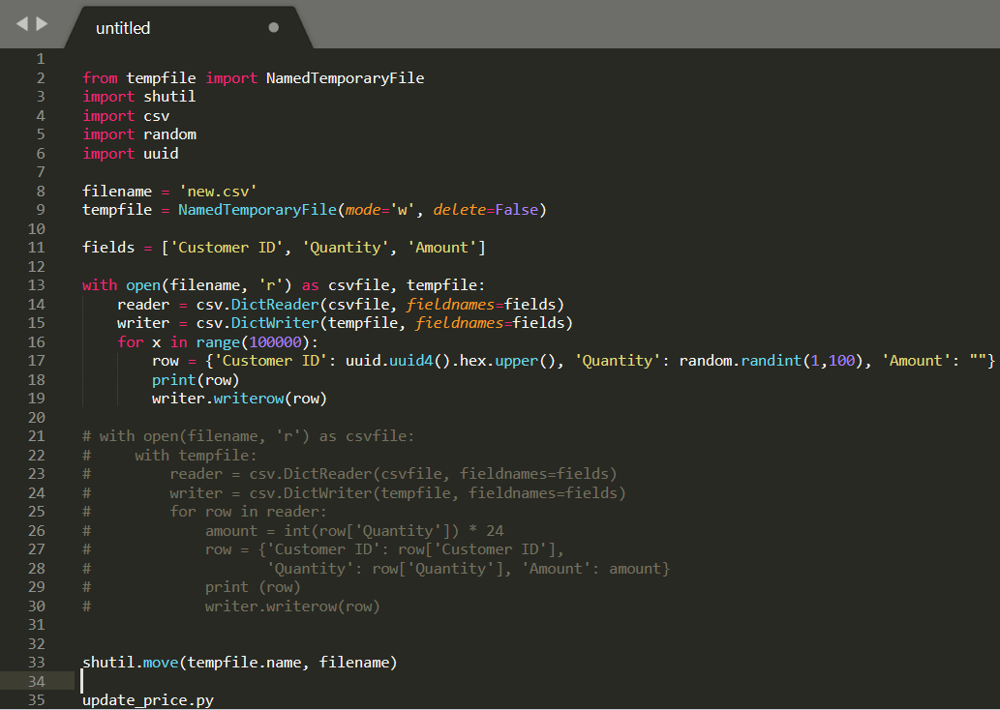 untitled
1
2 from tempfile import NamedTemporaryFile
3 import shutil
4 import csv
5 import random
6 import uuid
7
8 filename = 'new.csv'
9 tempfile = NamedTemporaryFile(mode='w', delete=False)
10
11 fields = ['Customer ID', 'Quantity', 'Amount']
12
13 with open(filename, 'r') as csvfile, tempfile:
14     reader = csv.DictReader(csvfile, fieldnames=fields)
15     writer = csv.DictWriter(tempfile, fieldnames=fields)
16     for x in range(100000):
17         row = {'Customer ID': uuid.uuid4().hex.upper(), 'Quantity': random.randint(1,100), 'Amount': ""}
18         print(row)
19         writer.writerow(row)
20
21 # with open(filename, 'r') as csvfile:
22 #     with tempfile:
23 #         reader = csv.DictReader(csvfile, fieldnames=fields)
24 #         writer = csv.DictWriter(tempfile, fieldnames=fields)
25 #         for row in reader:
26 #             amount = int(row['Quantity']) * 24
27 #             row = {'Customer ID': row['Customer ID'],
28 #                    'Quantity': row['Quantity'], 'Amount': amount}
29 #             print (row)
30 #             writer.writerow(row)
31
32
33 shutil.move(tempfile.name, filename)
34
35 update_price.py